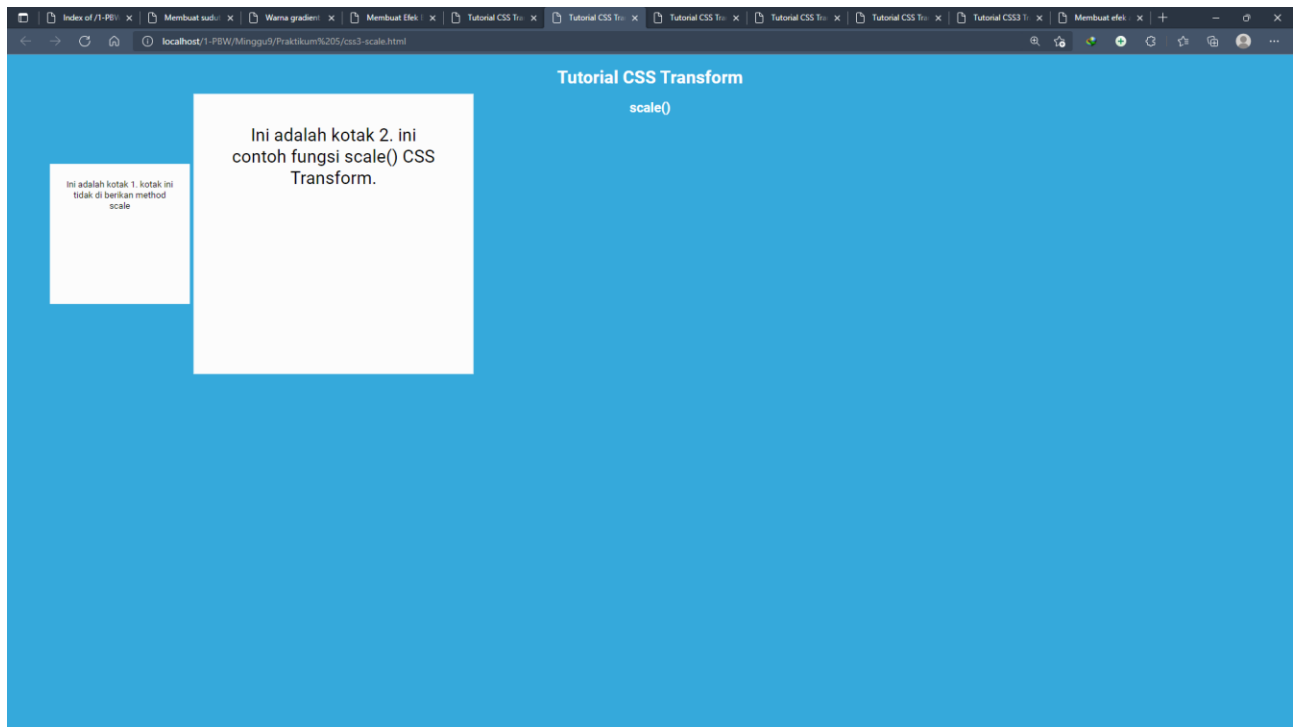 Index of /1-PBW
Membuat sudut
Warna gradient
Membuat Efek
Tutorial CSS Tra
Tutorial CSS Tra
Tutorial CSS Tra
Tutorial CSS Tra
Tutorial CSS Tra
Tutorial CSS3 Tr
Membuat efek
localhost/1-PBW/Minggu9/Praktikum%205/css3-scale.html
Tutorial CSS Transform
scale()
Ini adalah kotak 1. kotak ini
tidak di berikan method
scale
Ini adalah kotak 2. ini
contoh fungsi scale() CSS
Transform.